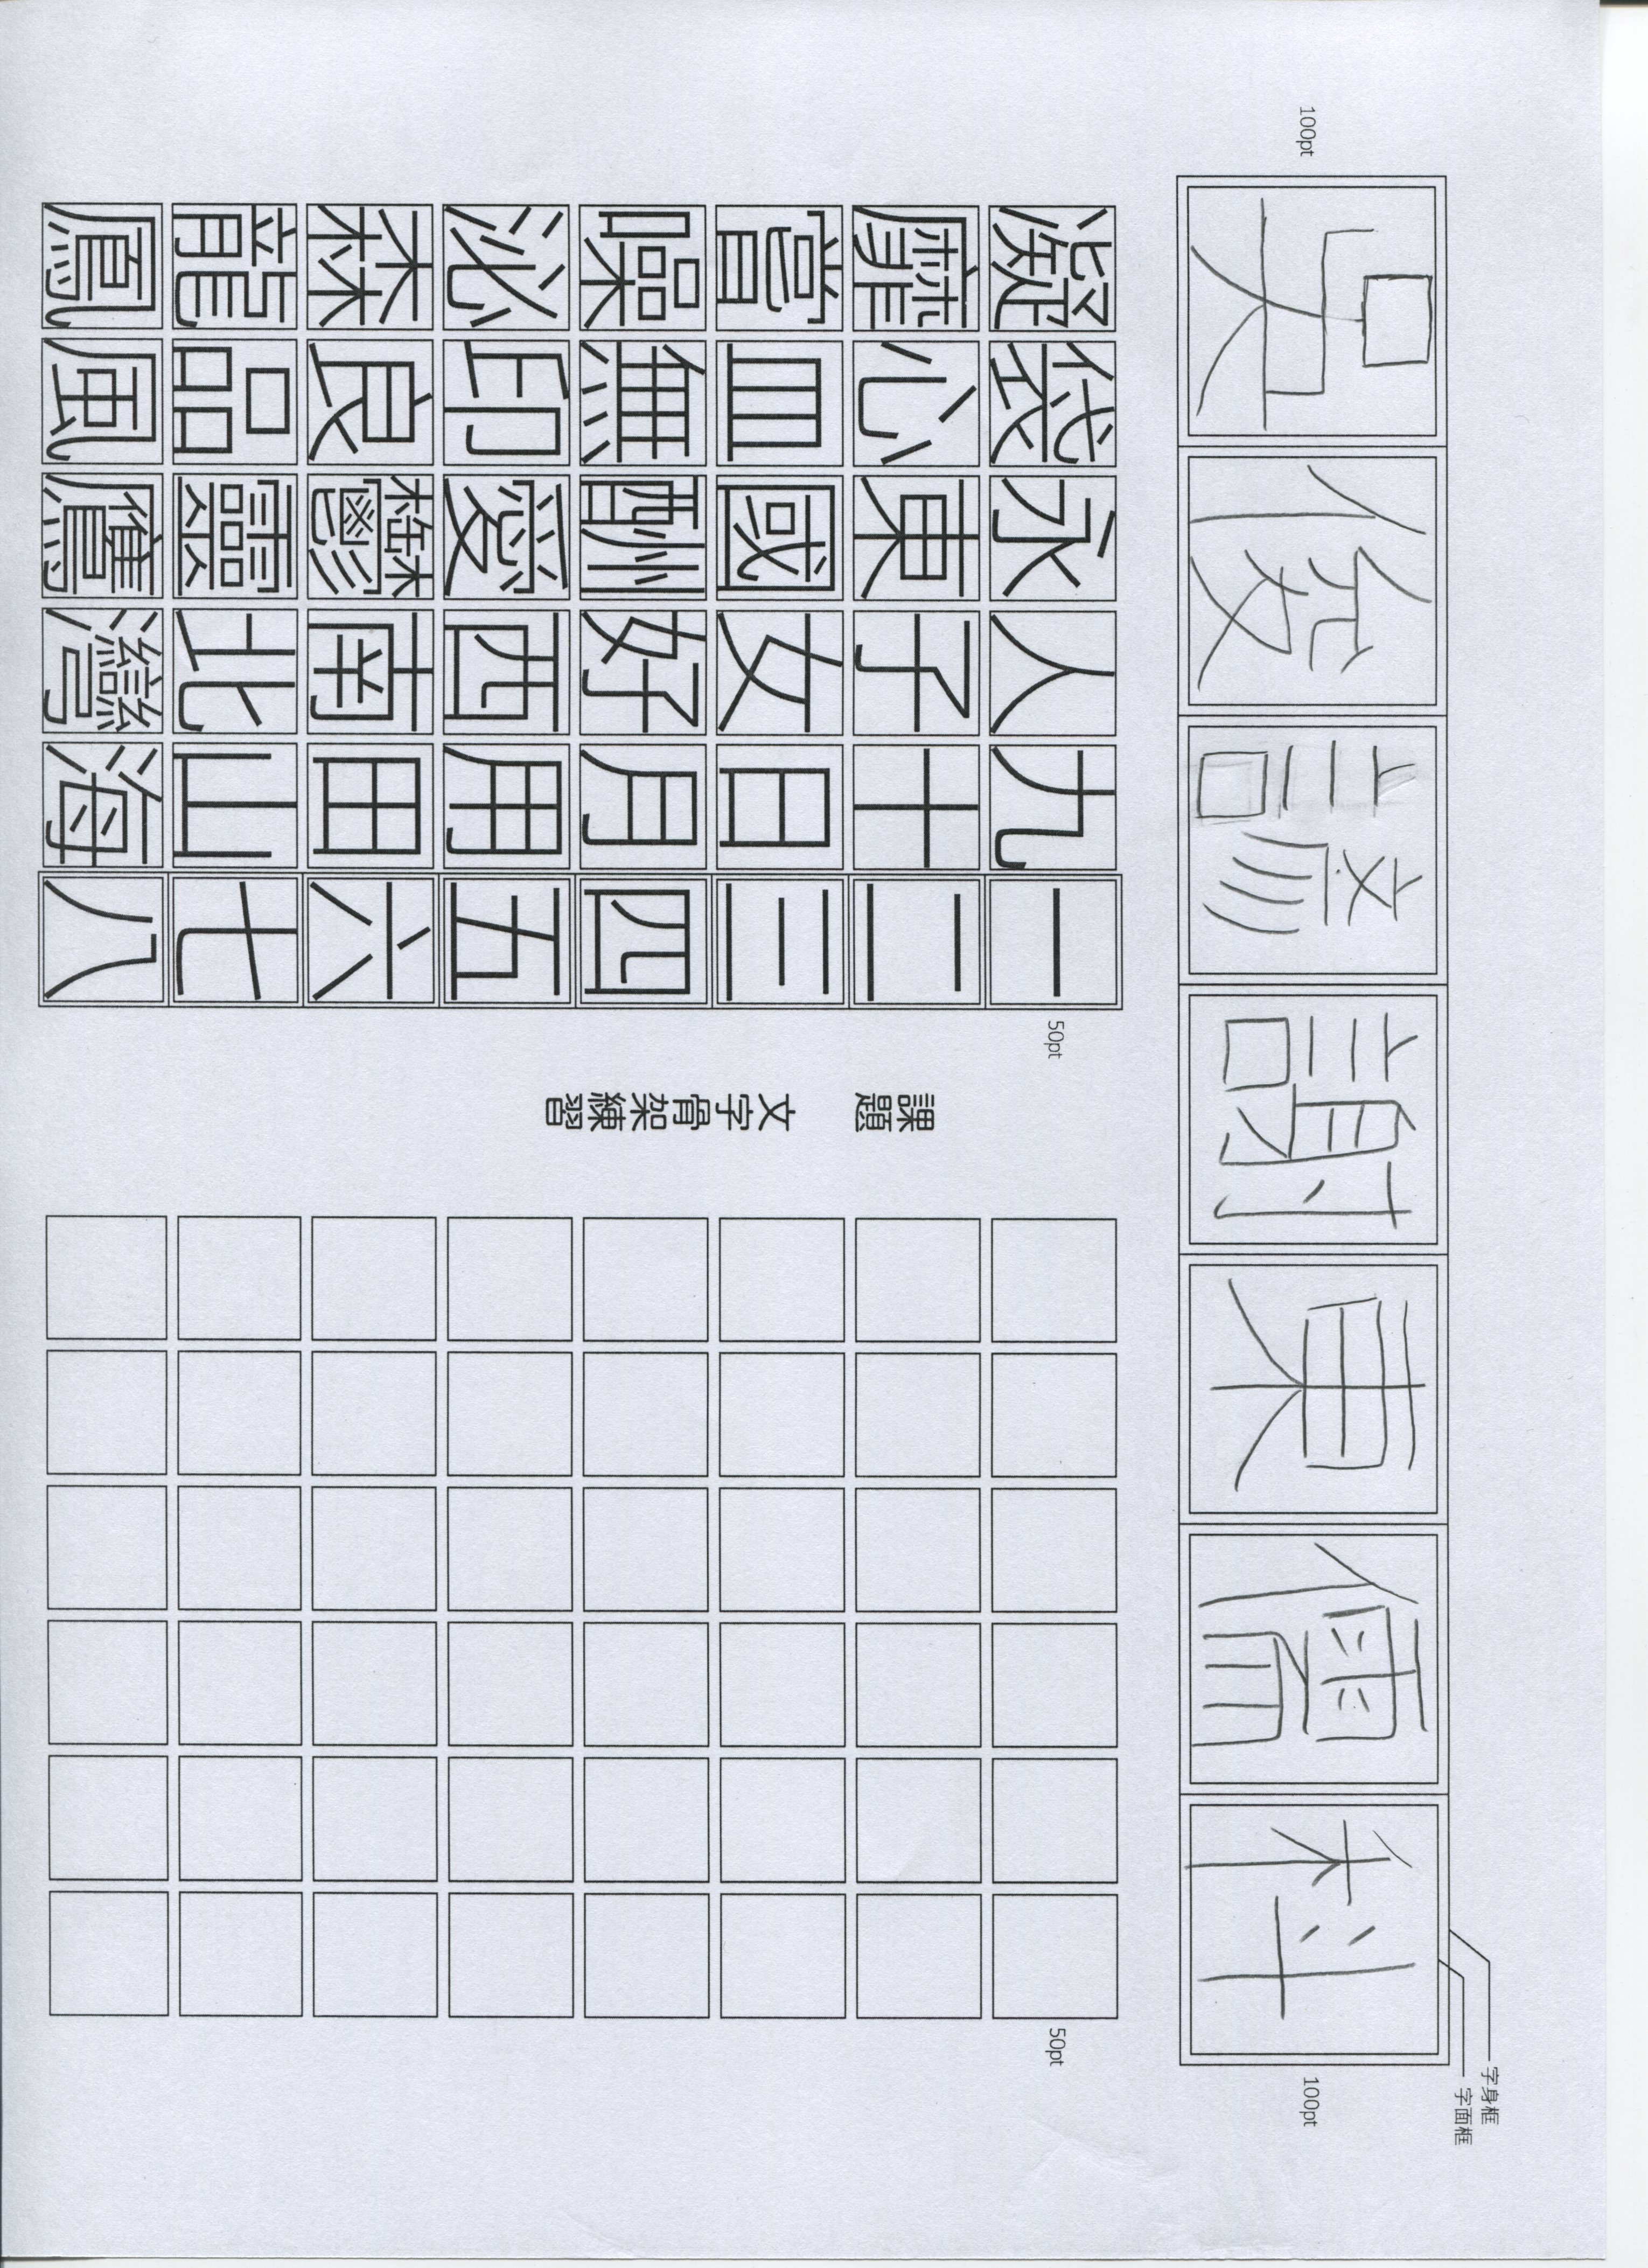 字身框
字面框
100pt
吳俊諺謝東儒科
100pt
50pt
50pt
課題 文字骨架練習
一二三四五六七八
九十日月用田山海
人子女好西南北灣
永東國酬愛鬱靈鷹
袋心皿無印良品風
凝靡嘗噪泌森龍鳳